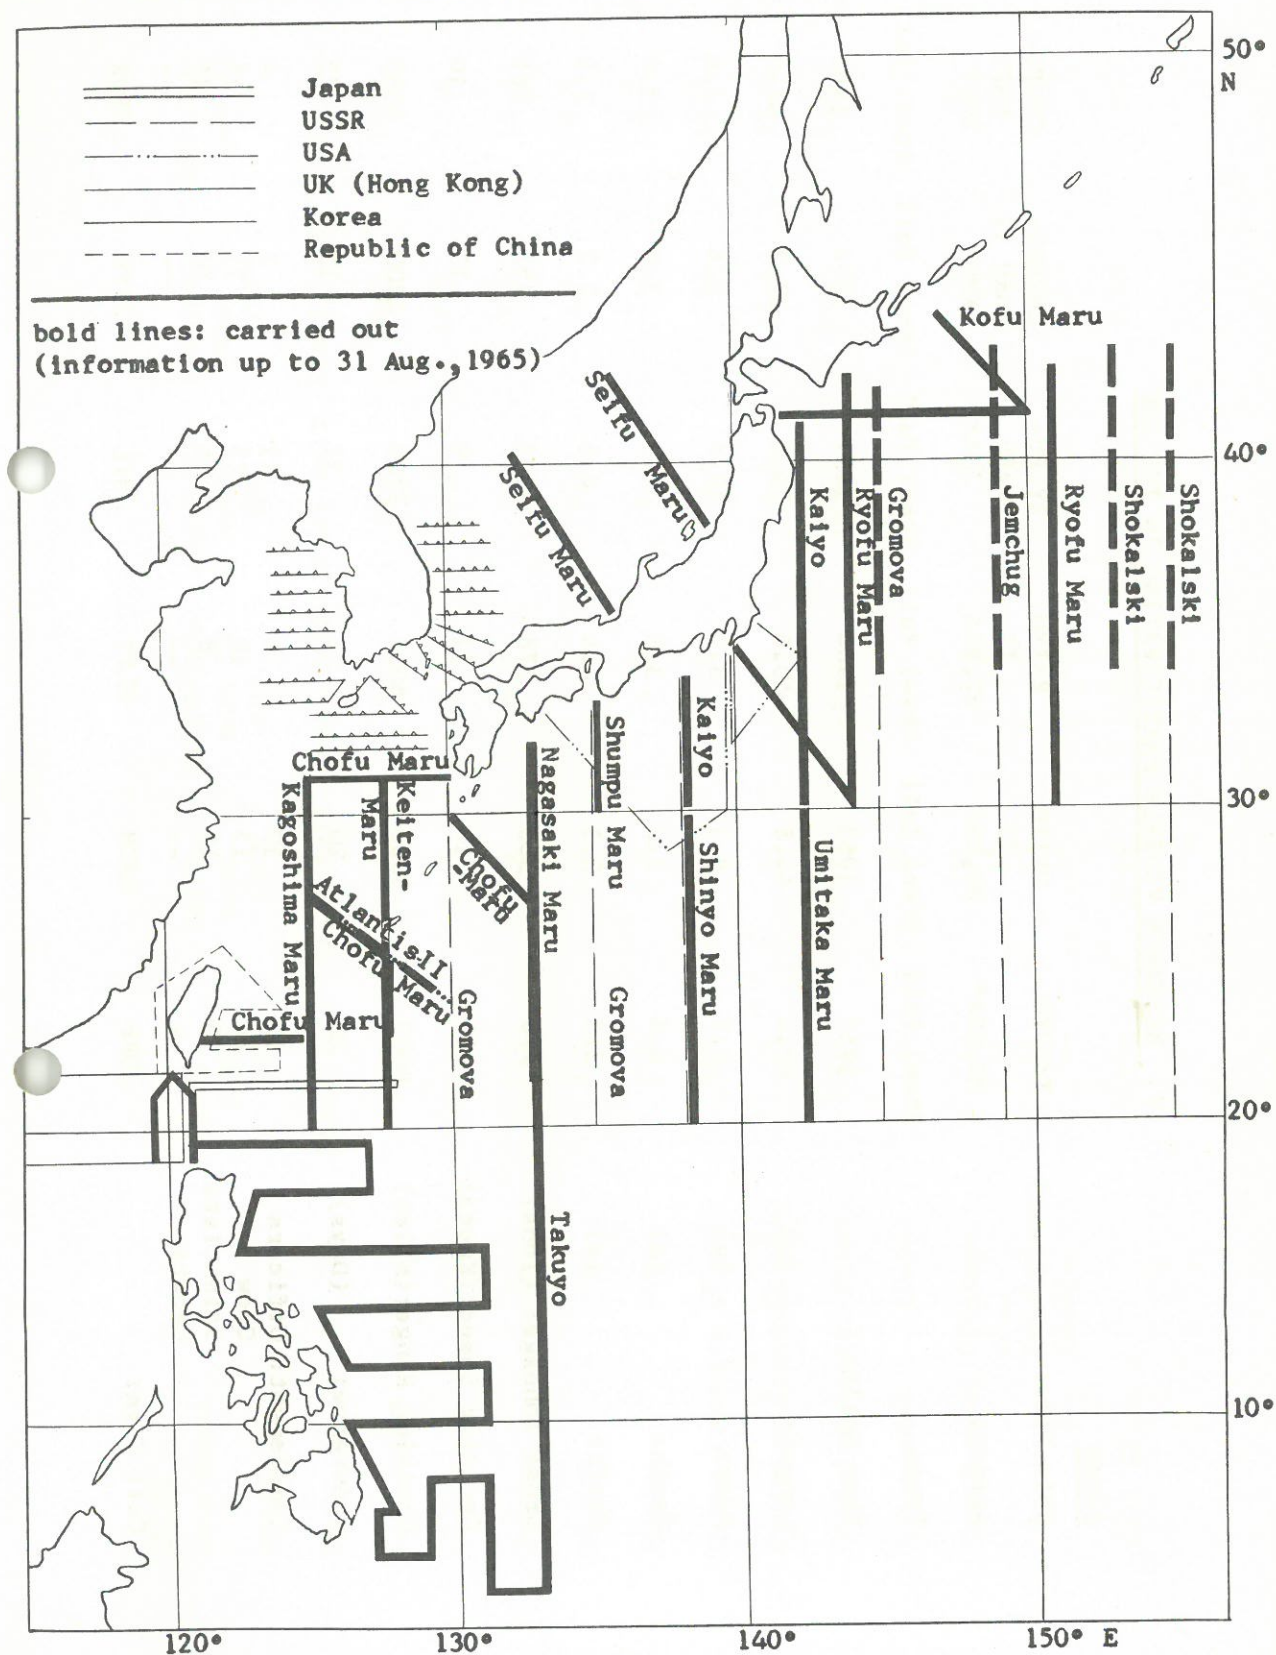 50°
N
Japan
USSR
USA
UK (Hong Kong)
Korea
Republic of China
bold lines: carried out
(information up to 31 Aug., 1965)
Kofu Maru
Seifu Maru
Seifu Maru
40°
Kaiyo
Ryofu Maru
Gromova
Jemchug
Ryofu Maru
Shokalski
Shokalski
Chofu Maru
Kagoshima Maru
Keiten-
Maru
Chofu
-Maru
Nagasaki Maru
Shumpu Maru
Kaiyo
30°
Atlantis II
Chofu Maru
Shinyo Maru
Umitaka Maru
Chofu Maru
Gromova
Gromova
20°
Takuyo
10°
120°
130°
140°
150° E